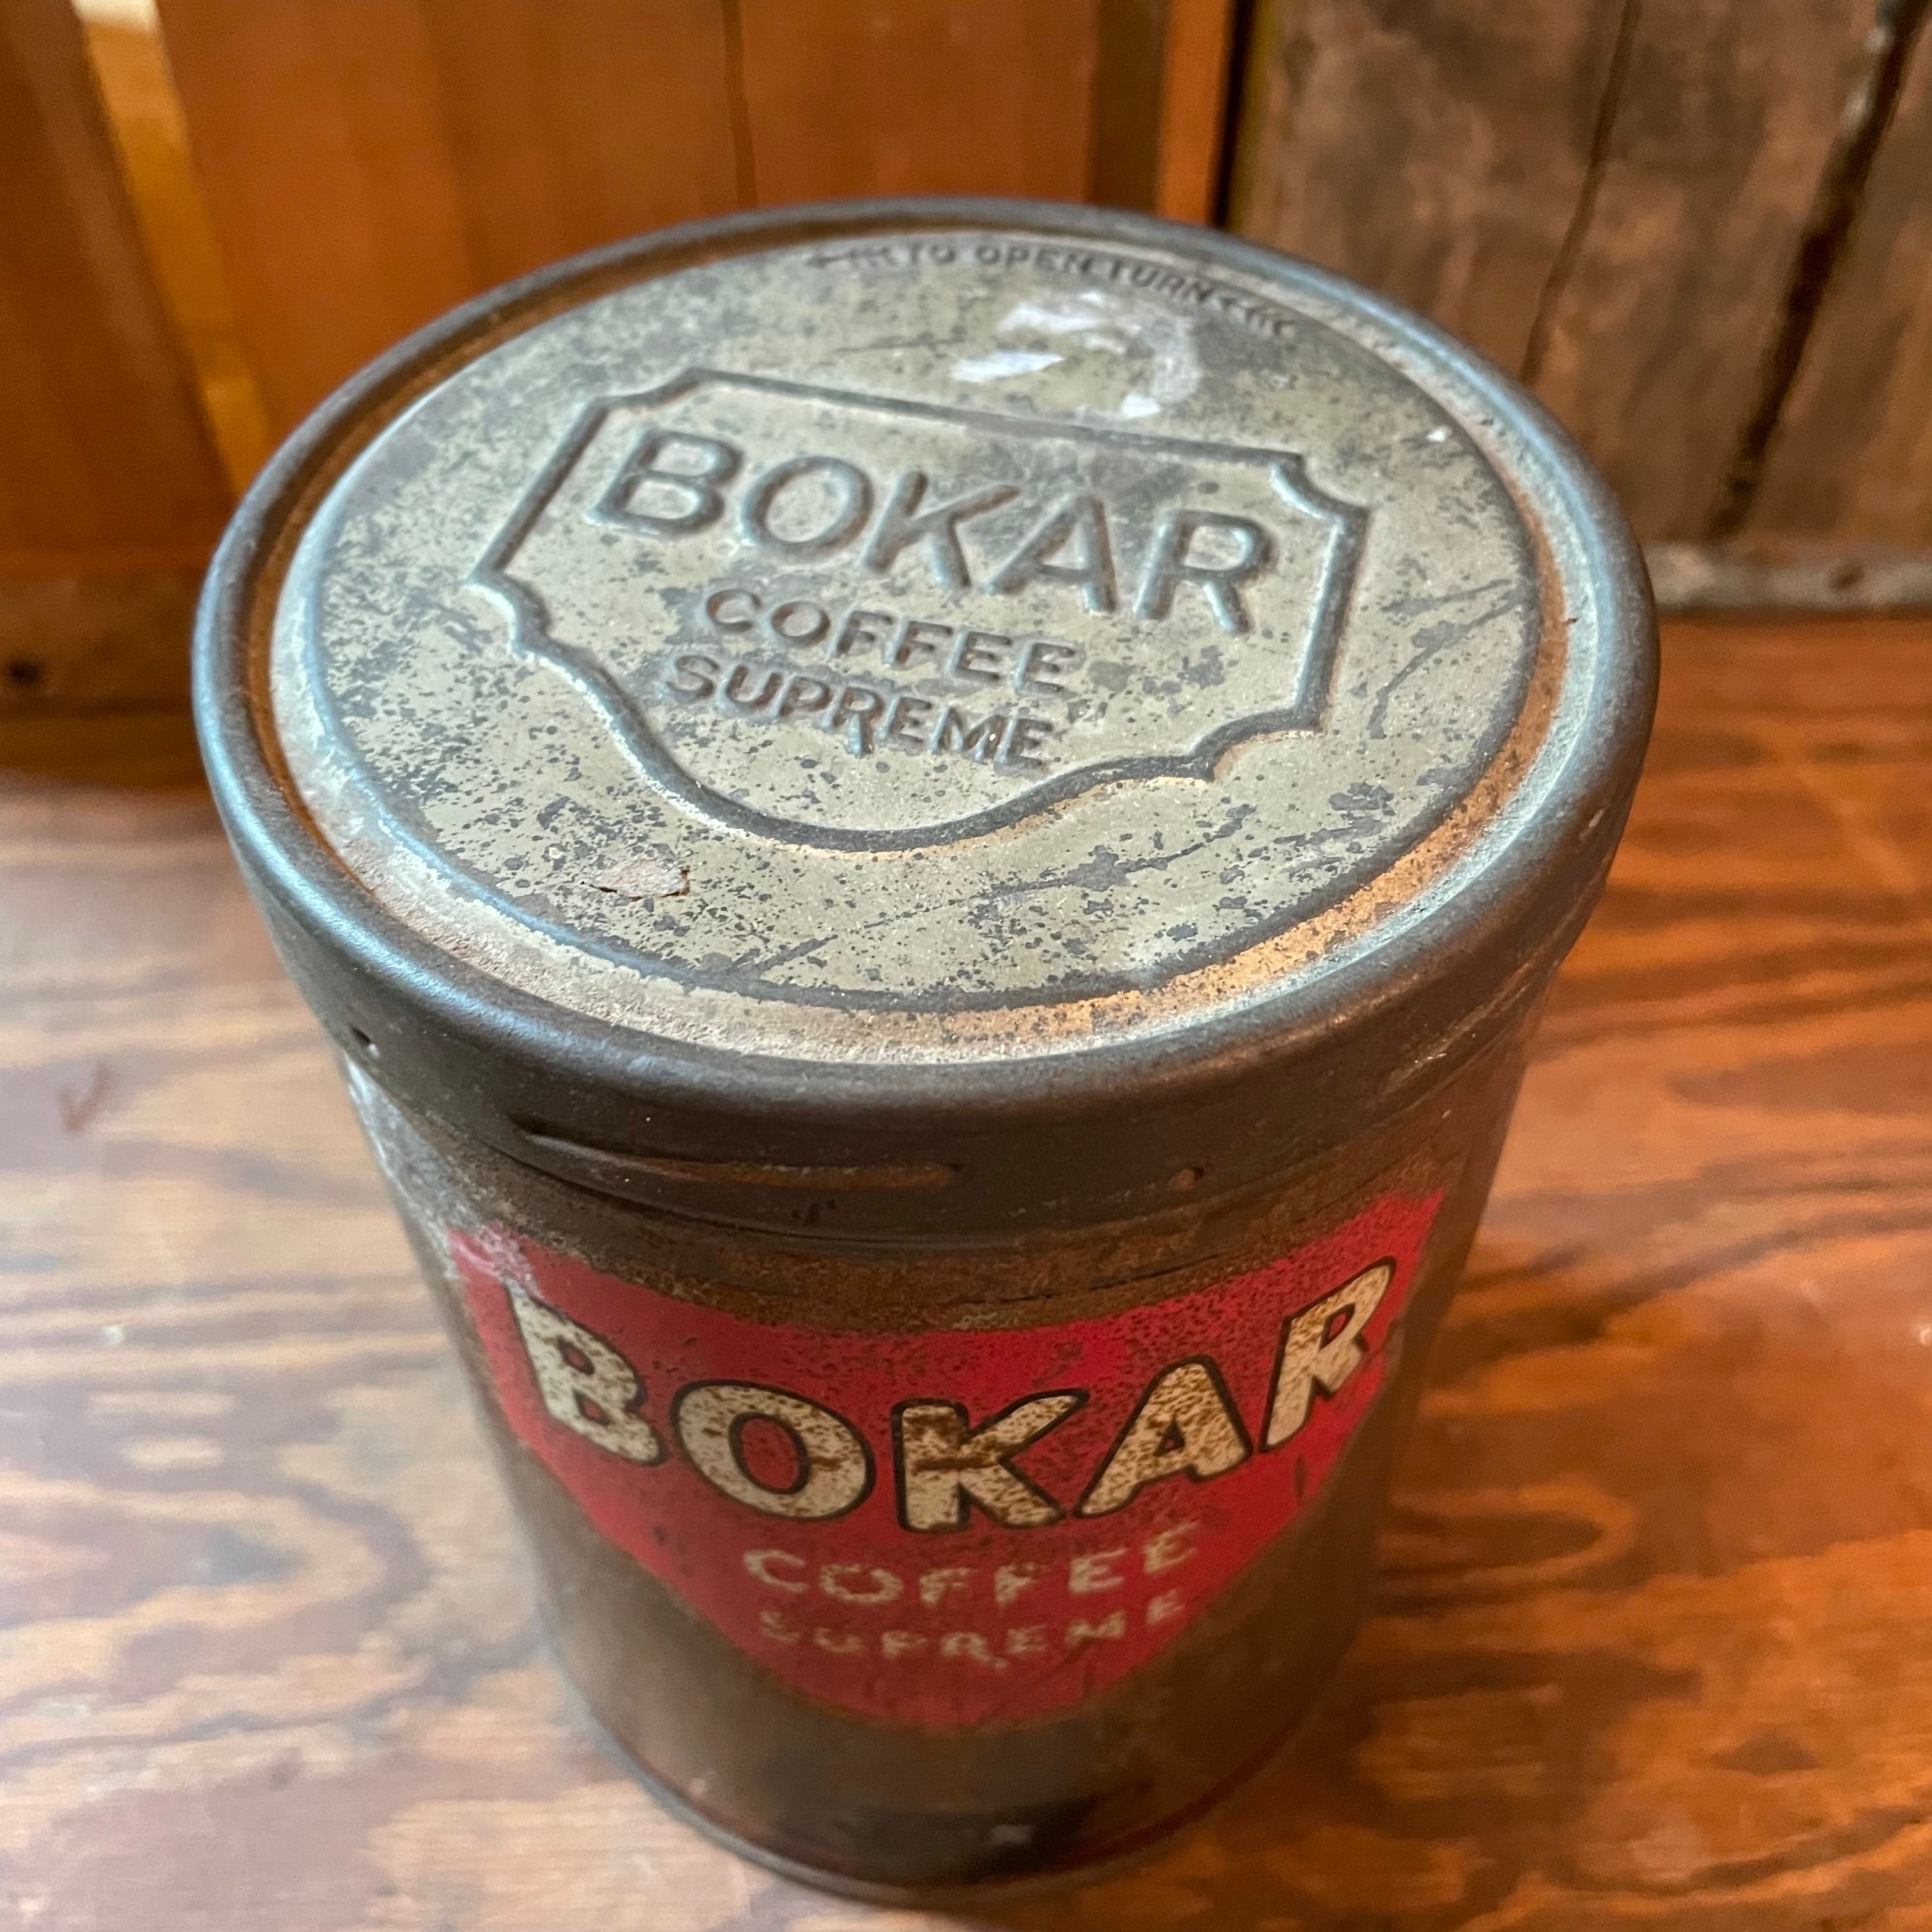 TO OPEN TURN
BOKAR
COFFEE
SUPREME
BOKAR
COFFEE
SUPREME